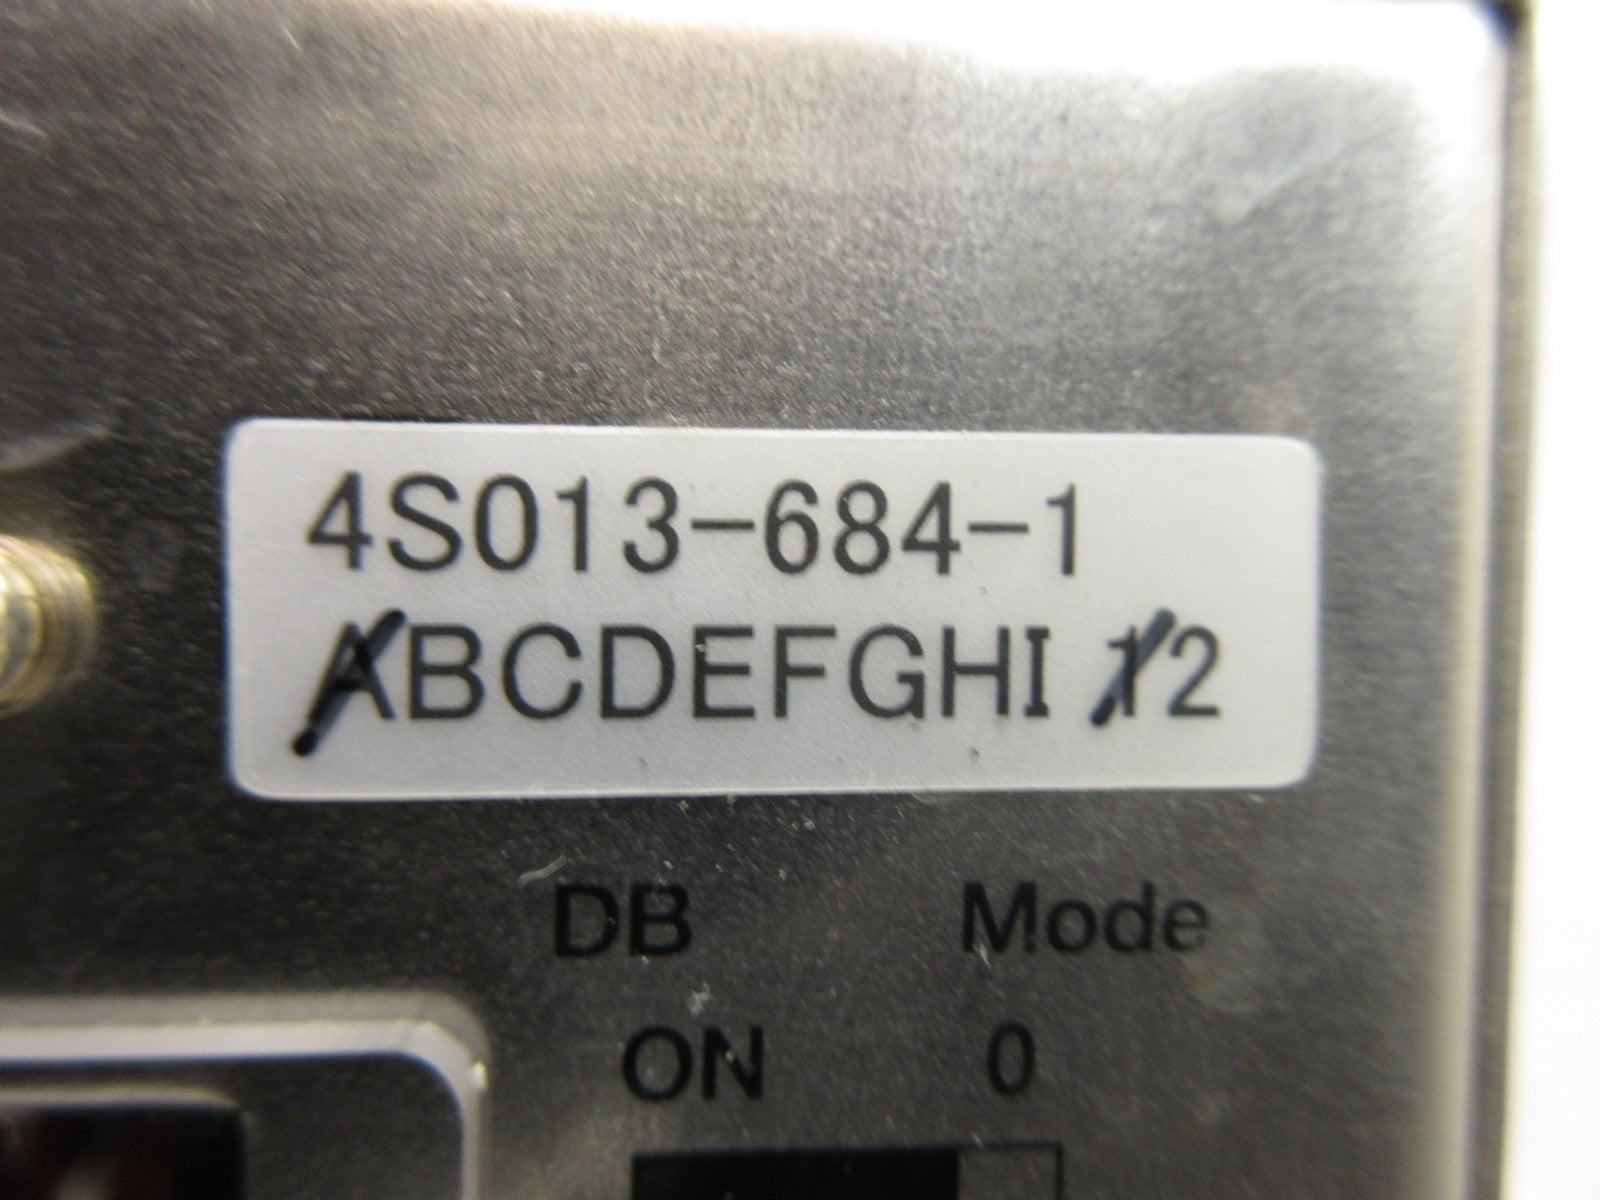 4S013-684-1
ABCDEFGHI 12
DB Mode
ON 0